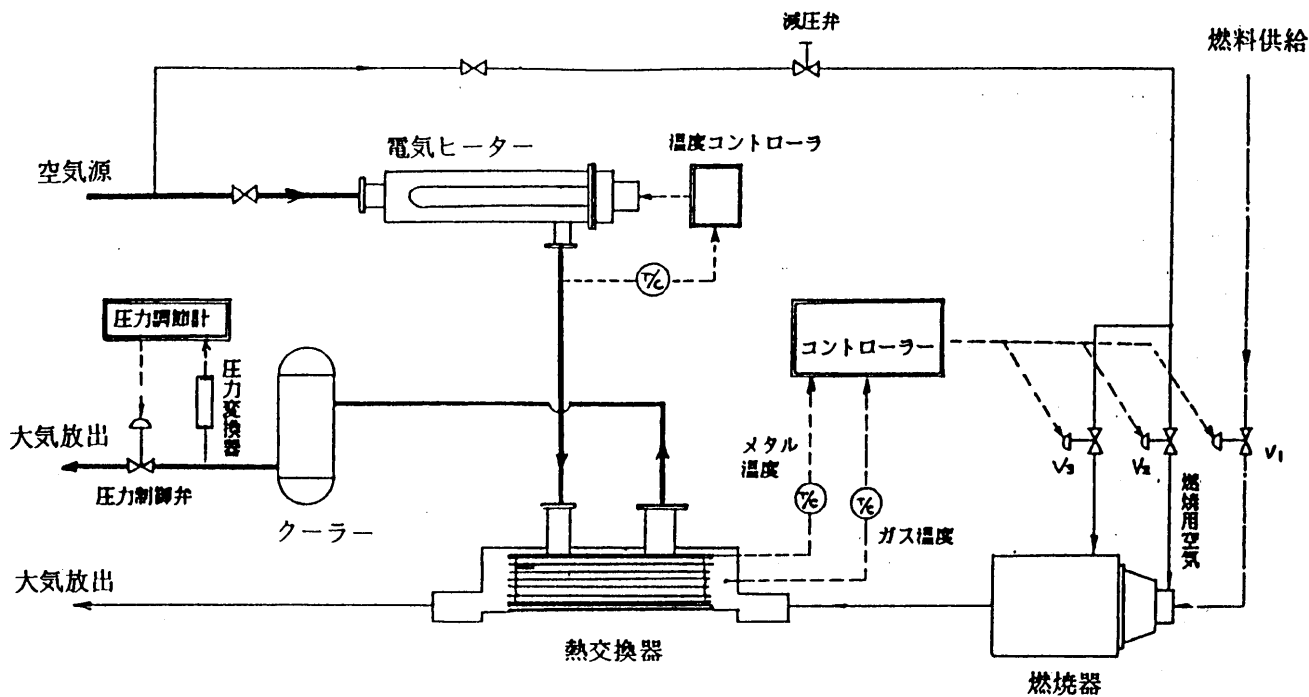 減圧弁
燃料供給
電気ヒーター
温度コントローラ
空気源
T/C
圧力調節計
コントローラー
圧力変換器
大気放出
メタル
温度
V3
V2
V1
圧力制御弁
T/C
T/C
燃焼用空気
クーラー
ガス温度
大気放出
熱交換器
燃焼器